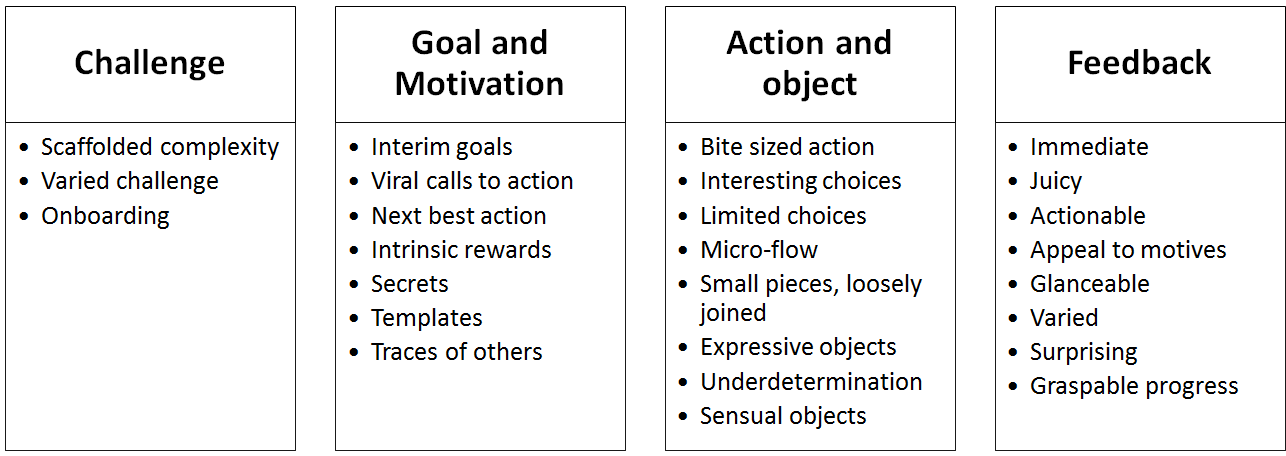 Challenge
Scaffolded complexity
Varied challenge
Onboarding
Goal and
Motivation
Interim goals
Viral calls to action
Next best action
Intrinsic rewards
Secrets
Templates
Traces of others
Action and
object
Bite sized action
Interesting choices
Limited choices
Micro-flow
Small pieces, loosely
joined
Expressive objects
Underdetermination
Sensual objects
Feedback
Immediate
Juicy
Actionable
Appeal to motives
Glanceable
Varied
Surprising
Graspable progress